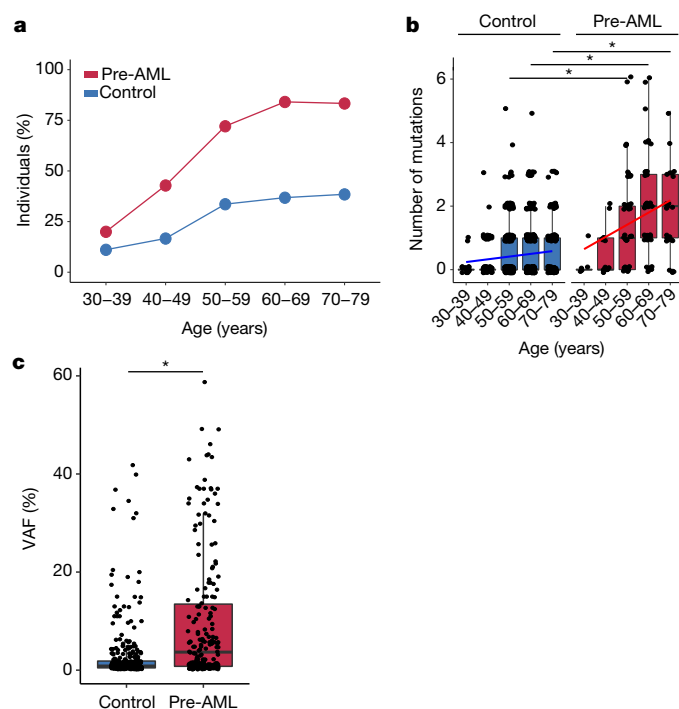 a
100
75
50
25
0
Individuals (%)
Pre-AML
Control
30–39 40–49 50–59 60–69 70–79
Age (years)
b
Control Pre-AML
*
*
*
6
4
2
0
Number of mutations
30–39 40–49 50–59 60–69 70–79 30–39 40–49 50–59 60–69 70–79
Age (years)
c
*
60
40
20
0
VAF (%)
Control Pre-AML